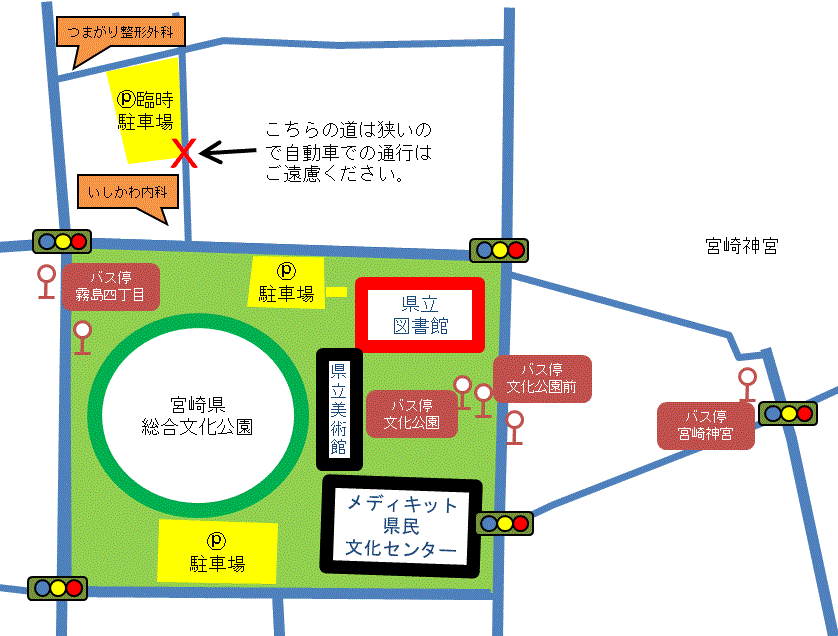 つまがり整形外科
Ⓟ臨時
駐車場
こちらの道は狭いの
で自動車での通行は
ご遠慮ください。
X
いしかわ内科
宮崎神宮
バス停
霧島四丁目
Ⓟ
駐車場
県立
図書館
宮崎県
総合文化公園
県立美術館
バス停
文化公園
バス停
文化公園前
バス停
宮崎神宮
メディキット
県民
文化センター
Ⓟ
駐車場